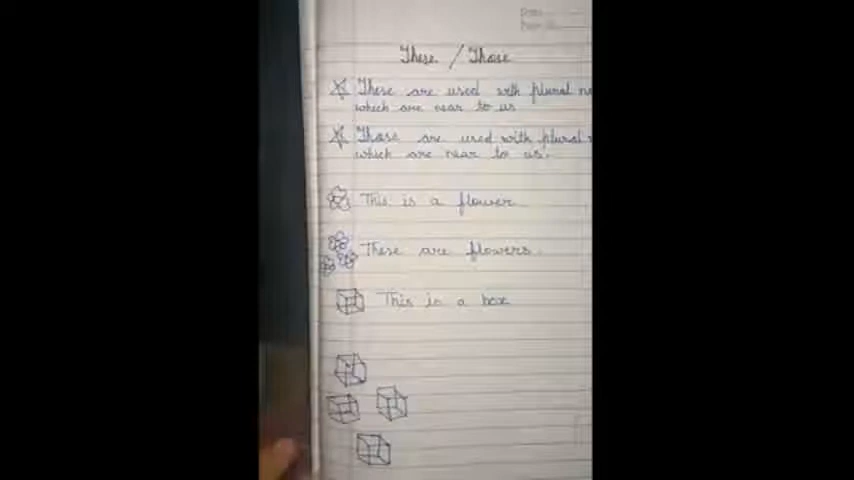 These / Those
These are used with plural
which are near to us
Those are used with plural
which are near to us.
This is a flower
These are flowers.
This is a box